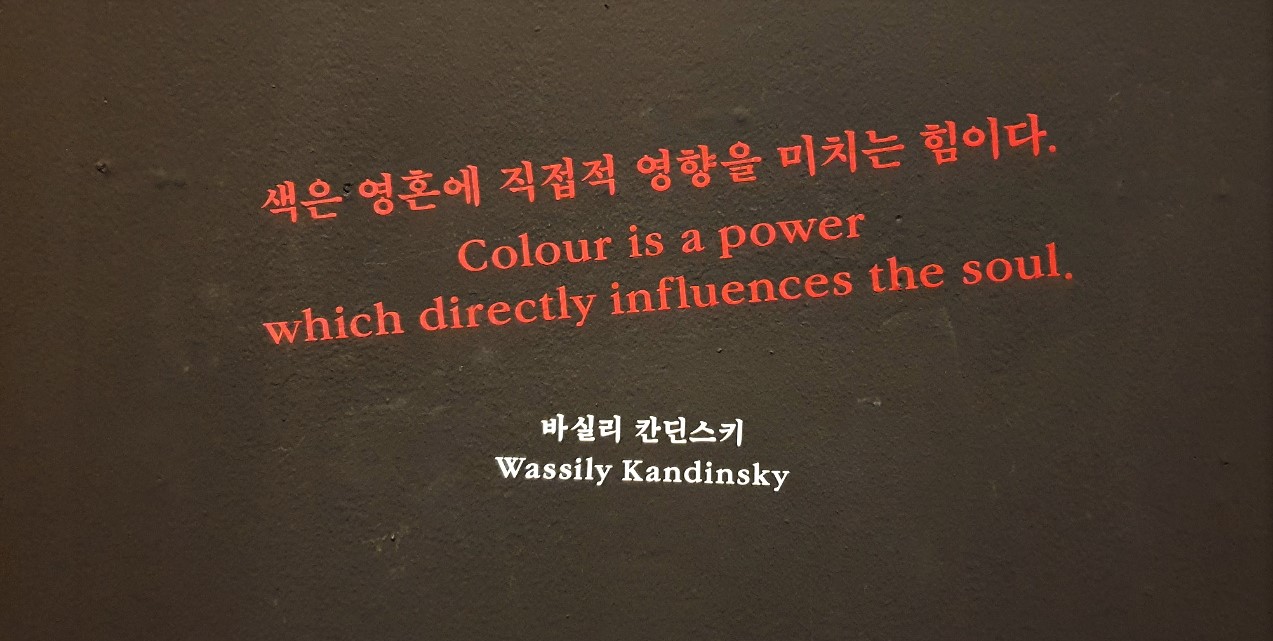 색은 영혼에 직접적 영향을 미치는 힘이다.
Colour is a power
which directly influences the soul.
바실리 칸딘스키
Wassily Kandinsky